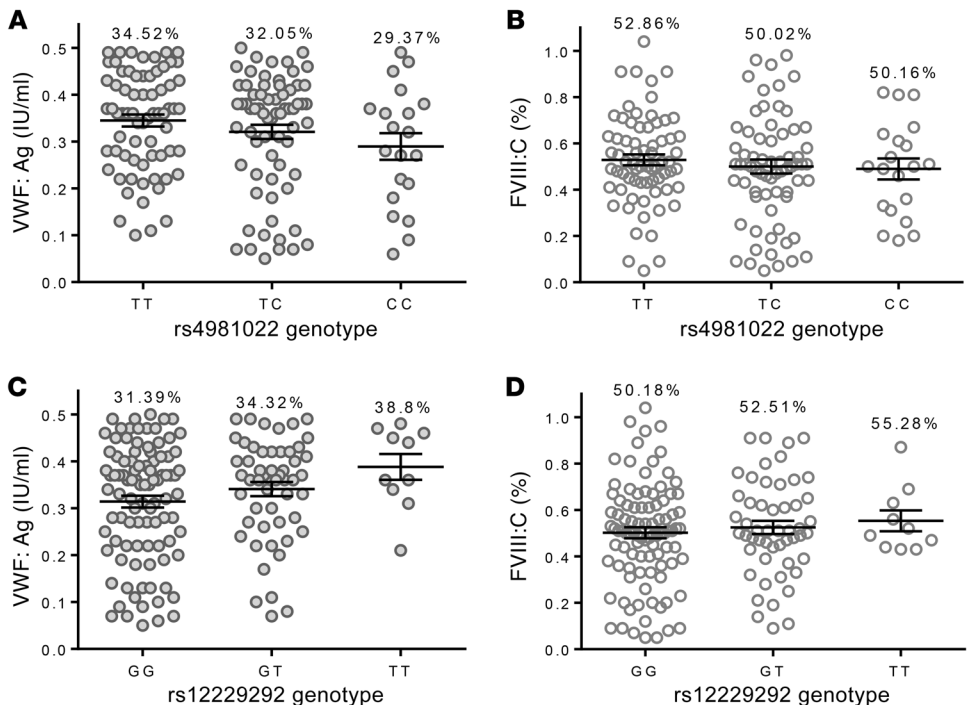 A
VWF: Ag (IU/ml)
0.5
0.4
0.3
0.2
0.1
0.0
34.52%
32.05%
29.37%
TT
TC
CC
rs4981022 genotype
B
FVIII:C (%)
1.0
0.8
0.6
0.4
0.2
0.0
52.86%
50.02%
50.16%
TT
TC
CC
rs4981022 genotype
C
VWF: Ag (IU/ml)
0.5
0.4
0.3
0.2
0.1
0.0
31.39%
34.32%
38.8%
GG
GT
TT
rs12229292 genotype
D
FVIII:C (%)
1.0
0.8
0.6
0.4
0.2
0.0
50.18%
52.51%
55.28%
GG
GT
TT
rs12229292 genotype